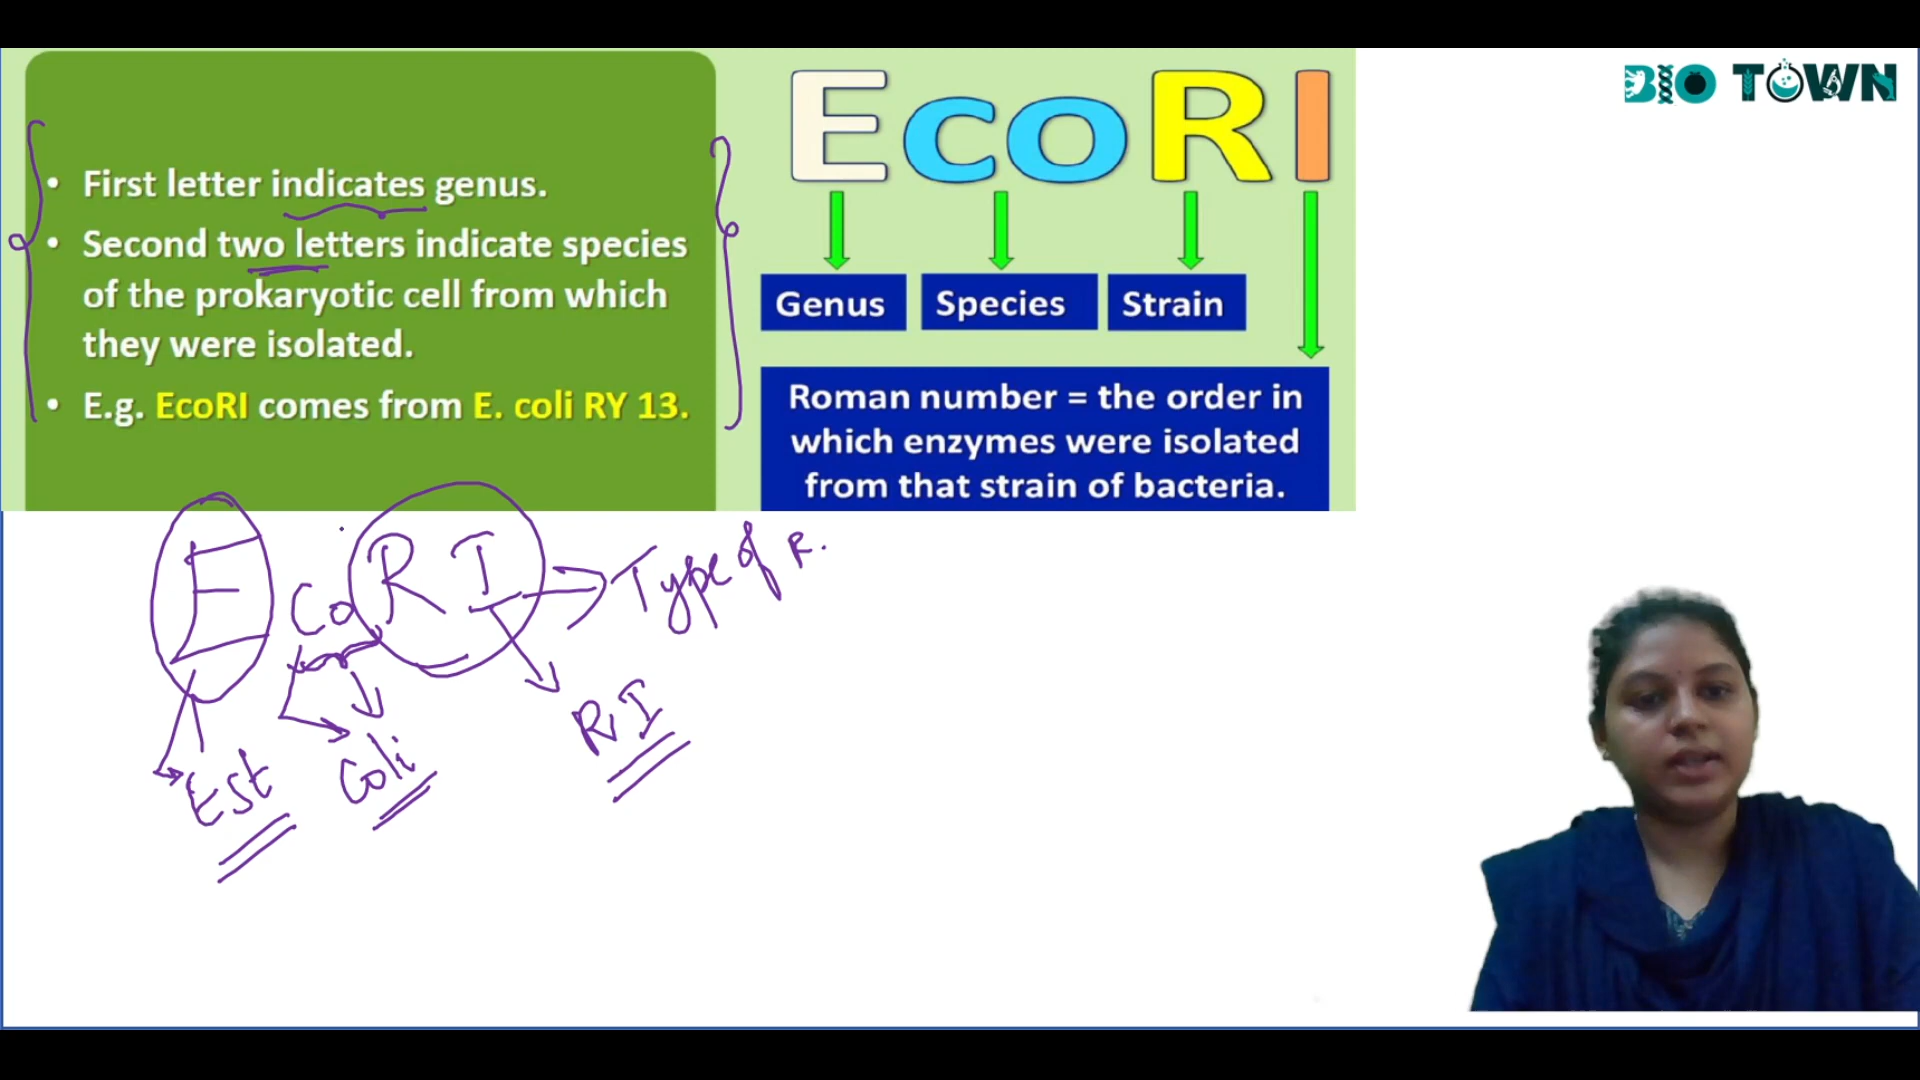 BIO TOWN
• First letter indicates genus.
• Second two letters indicate species
of the prokaryotic cell from which
they were isolated.
• E.g. EcoRI comes from E. coli RY 13.
EcoRI
Genus
Species
Strain
Roman number = the order in
which enzymes were isolated
from that strain of bacteria.
E Co R I
Type of R.
Est
Coli
RI